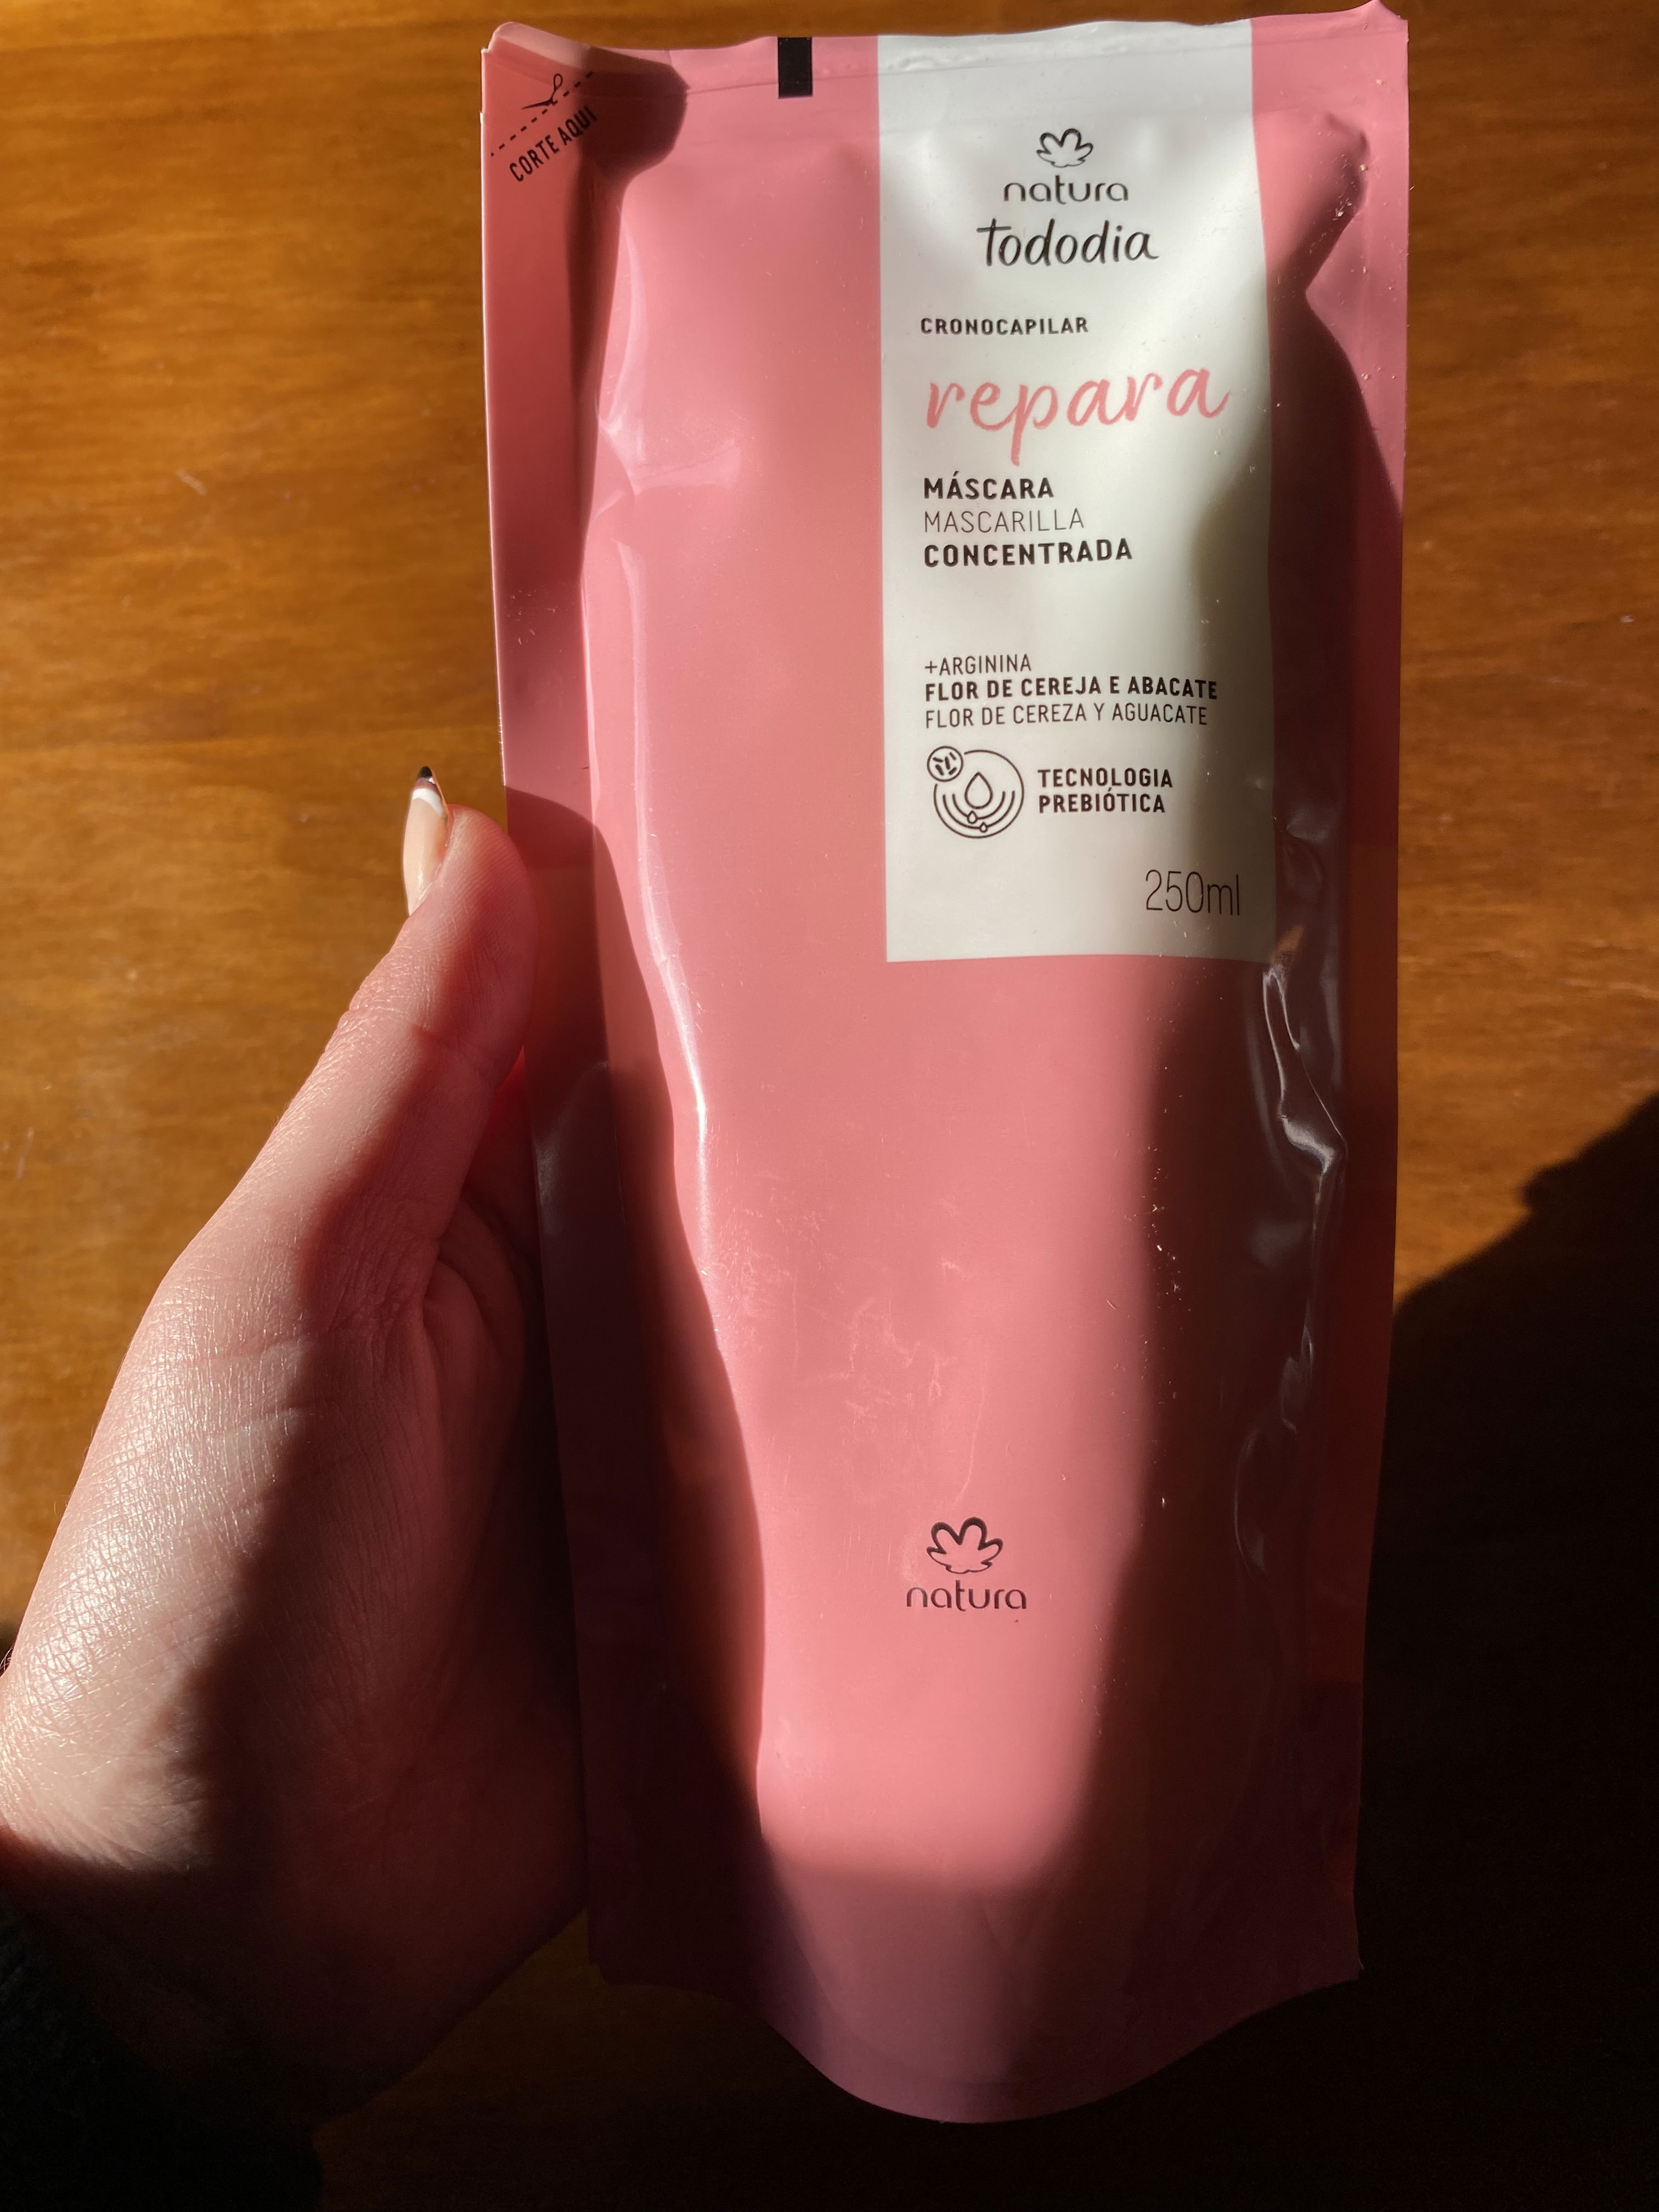 CORTE AQUI
natura
tododia
CRONOCAPILAR
repara
MÁSCARA
MASCARILLA
CONCENTRADA
+ARGININA
FLOR DE CEREJA E ABACATE
FLOR DE CEREZA Y AGUACATE
TECNOLOGIA
PREBIÓTICA
250ml
natura